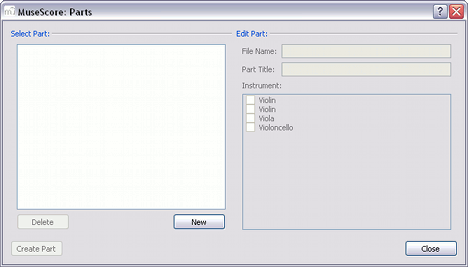 MuseScore: Parts
Select Part:
Edit Part:
File Name:
Part Title:
Instrument:
Violin
Violin
Viola
Violoncello
Delete
New
Create Part
Close